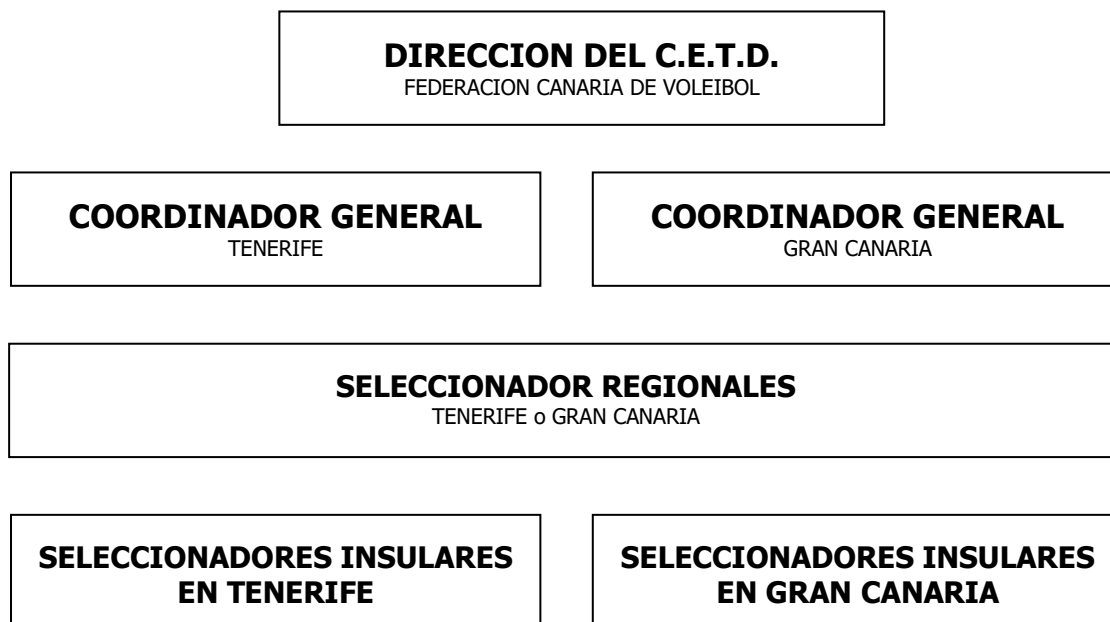 DIRECCION DEL C.E.T.D.
FEDERACION CANARIA DE VOLEIBOL
COORDINADOR GENERAL
TENERIFE
COORDINADOR GENERAL
GRAN CANARIA
SELECCIONADOR REGIONALES
TENERIFE o GRAN CANARIA
SELECCIONADORES INSULARES
EN TENERIFE
SELECCIONADORES INSULARES
EN GRAN CANARIA